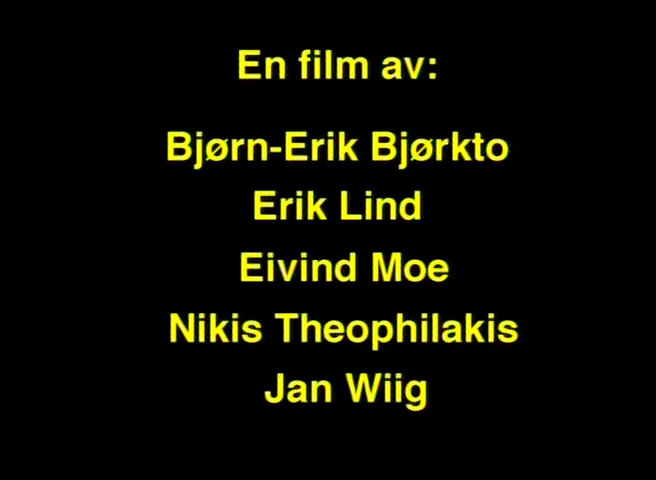 En film av:
Bjørn-Erik Bjørkto
Erik Lind
Eivind Moe
Nikis Theophilakis
Jan Wiig